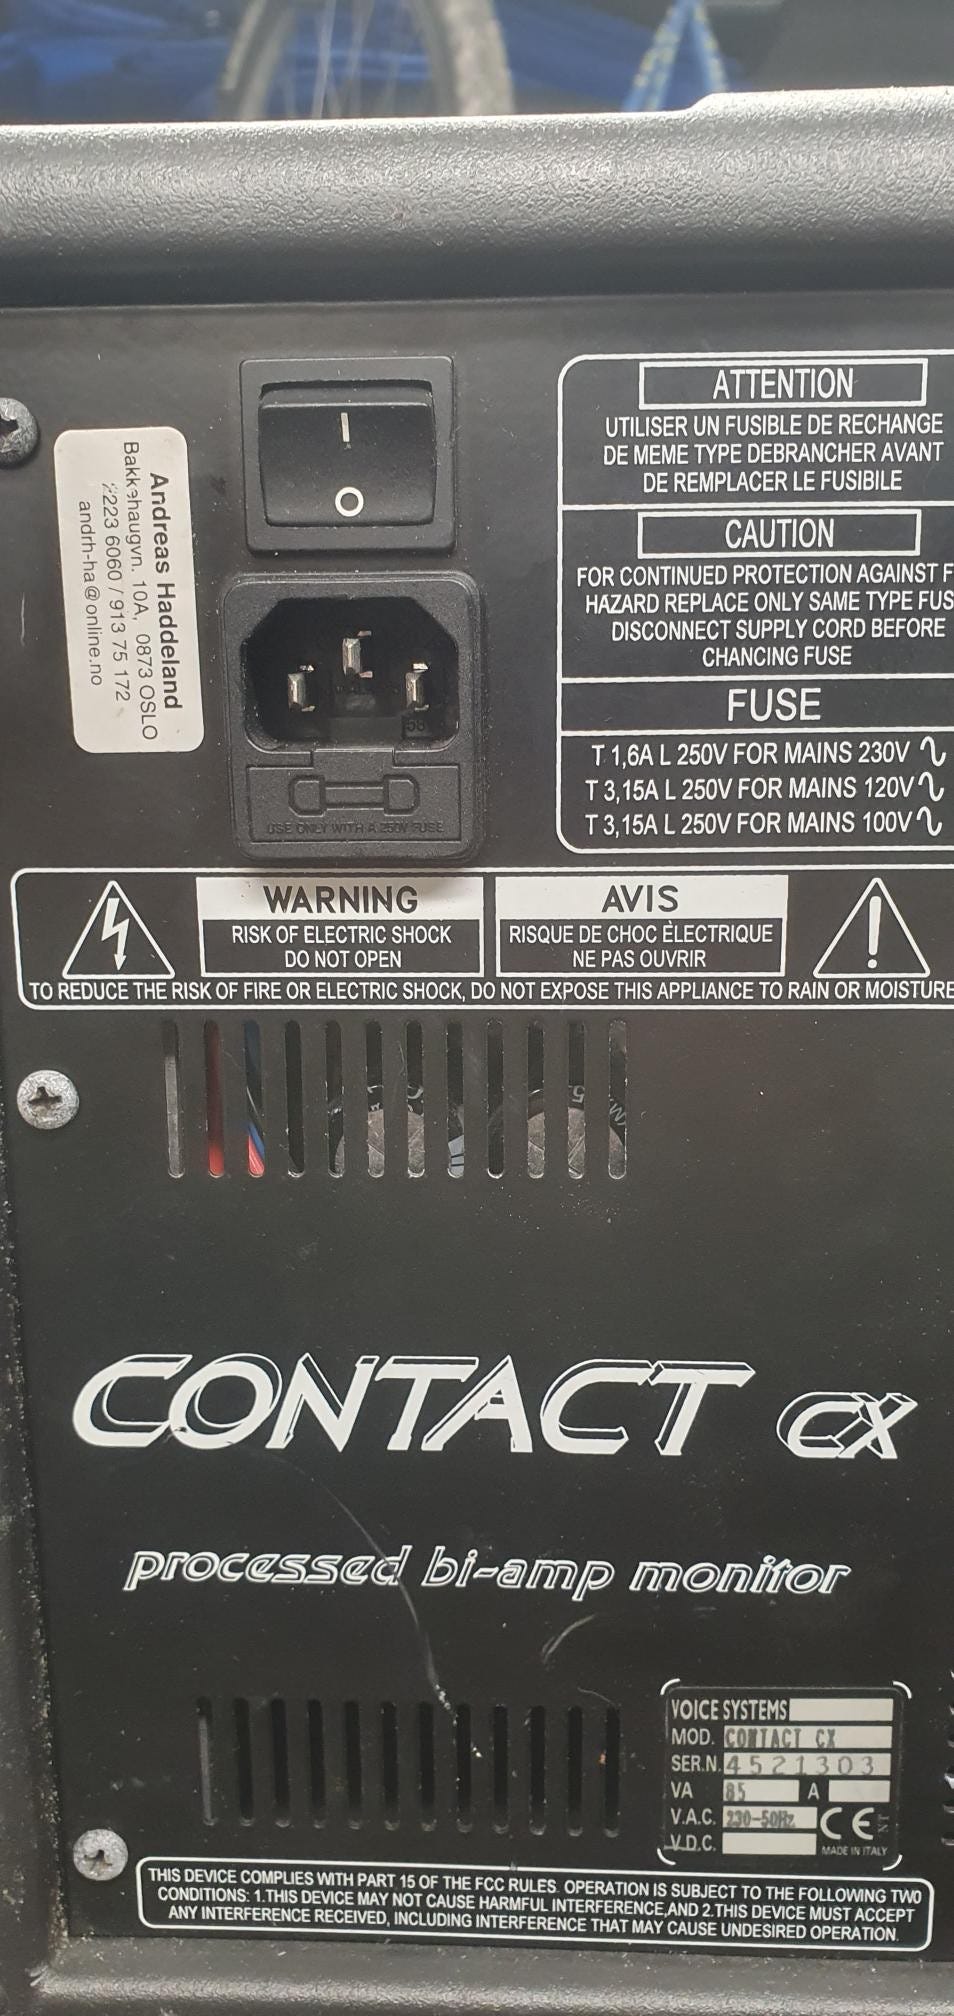 Andreas Haddeland
Bakkehaugvn. 10A, 0873 OSLO
2223 6060 / 913 75 172
andrh-ha@online.no
58
USE ONLY WITH A 250V FUSE
ATTENTION
UTILISER UN FUSIBLE DE RECHANGE
DE MEME TYPE DEBRANCHER AVANT
DE REMPLACER LE FUSIBILE
CAUTION
FOR CONTINUED PROTECTION AGAINST F
HAZARD REPLACE ONLY SAME TYPE FUS
DISCONNECT SUPPLY CORD BEFORE
CHANCING FUSE
FUSE
T 1,6A L 250V FOR MAINS 230V
T 3,15A L 250V FOR MAINS 120V
T 3,15A L 250V FOR MAINS 100V
WARNING
RISK OF ELECTRIC SHOCK
DO NOT OPEN
AVIS
RISQUE DE CHOC ÈLECTRIQUE
NE PAS OUVRIR
TO REDUCE THE RISK OF FIRE OR ELECTRIC SHOCK, DO NOT EXPOSE THIS APPLIANCE TO RAIN OR MOISTURE
CONTACT CX
processed bi-amp monitor
VOICE SYSTEMS
MOD. CONTACT CX
SER.N. 4521303
VA 85 A
V.A.C. 230-50Hz CE NT
V.D.C. MADE IN ITALY
THIS DEVICE COMPLIES WITH PART 15 OF THE FCC RULES. OPERATION IS SUBJECT TO THE FOLLOWING TWO
CONDITIONS: 1.THIS DEVICE MAY NOT CAUSE HARMFUL INTERFERENCE,AND 2.THIS DEVICE MUST ACCEPT
ANY INTERFERENCE RECEIVED, INCLUDING INTERFERENCE THAT MAY CAUSE UNDESIRED OPERATION.